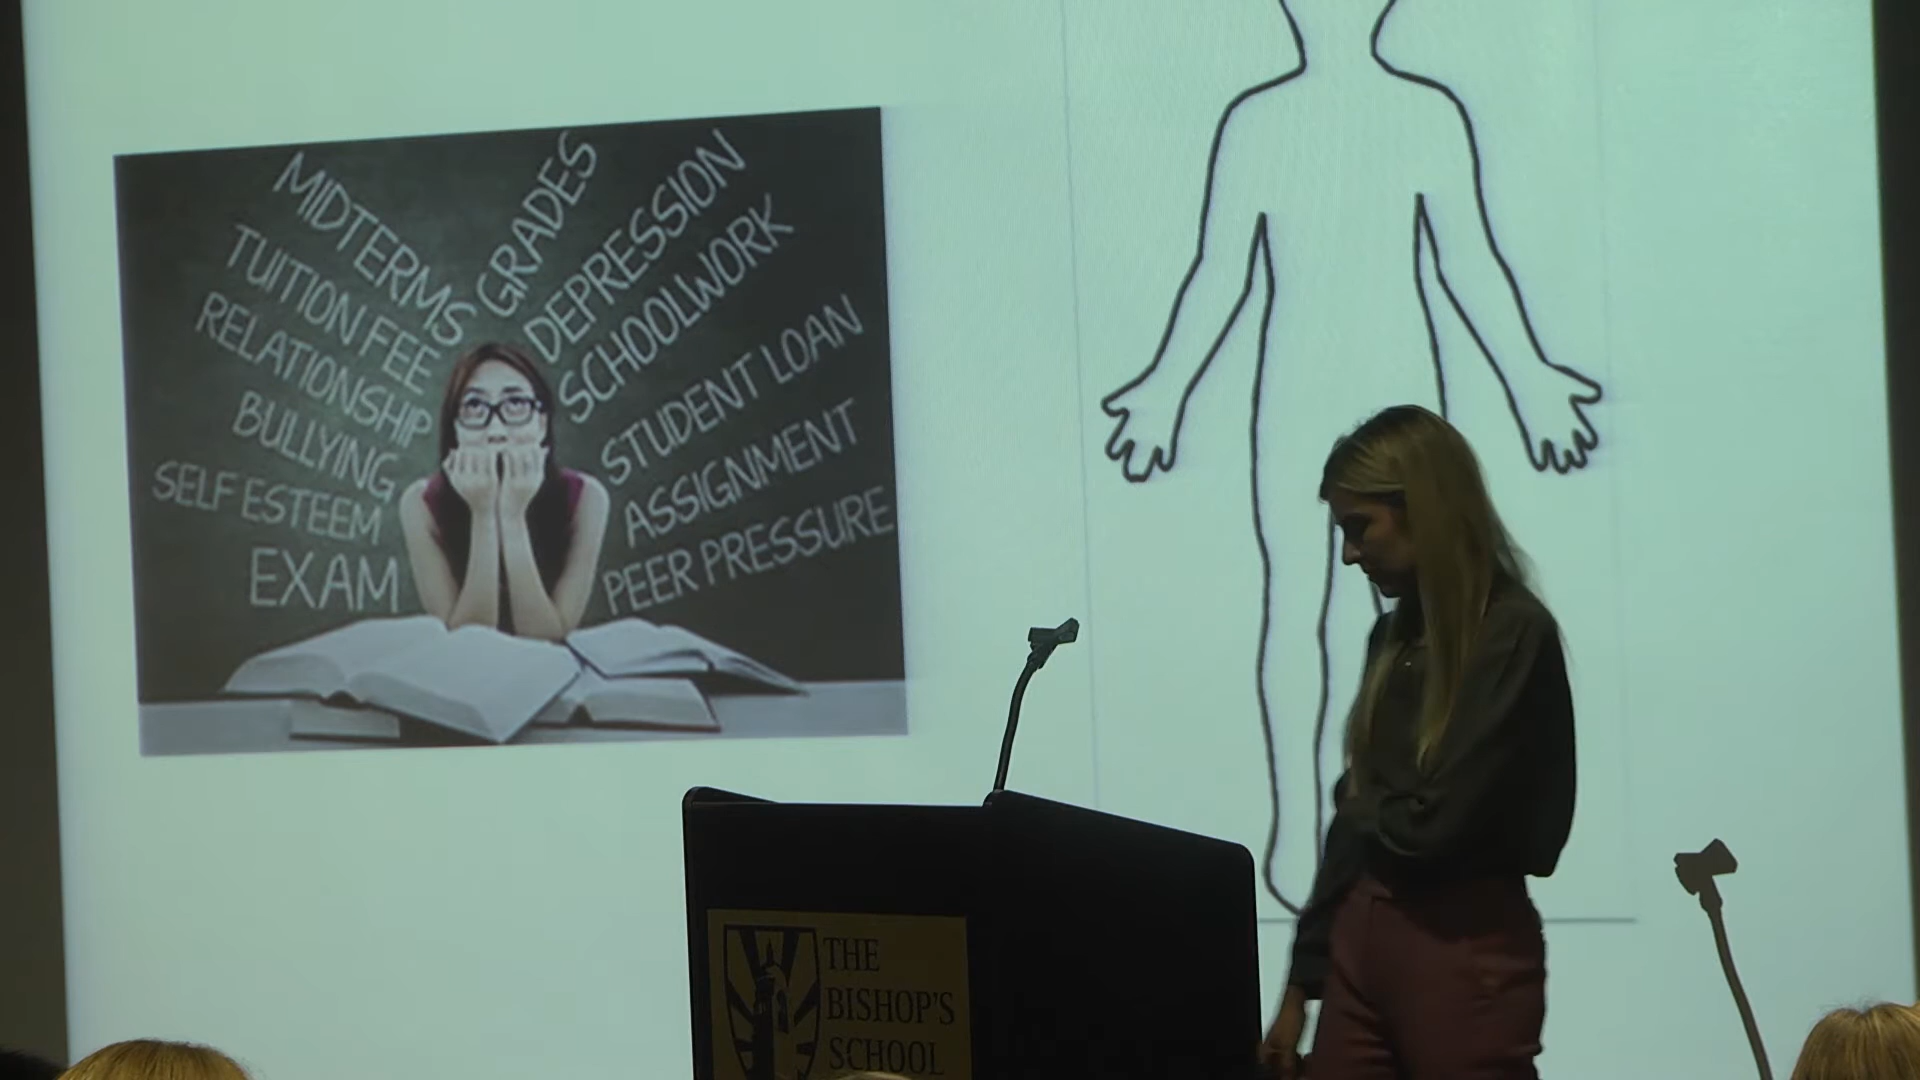 MIDTERMS
GRADES
DEPRESSION
TUITION FEE
SCHOOLWORK
RELATIONSHIP
STUDENT LOAN
BULLYING
ASSIGNMENT
SELF ESTEEM
PEER PRESSURE
EXAM
THE
BISHOP'S
SCHOOL